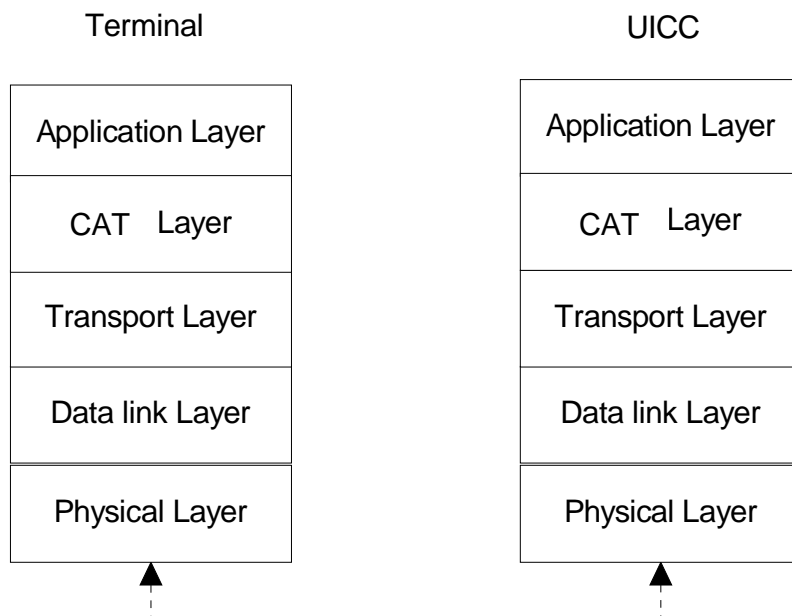 Terminal
Application Layer
CAT Layer
Transport Layer
Data link Layer
Physical Layer
UICC
Application Layer
CAT Layer
Transport Layer
Data link Layer
Physical Layer